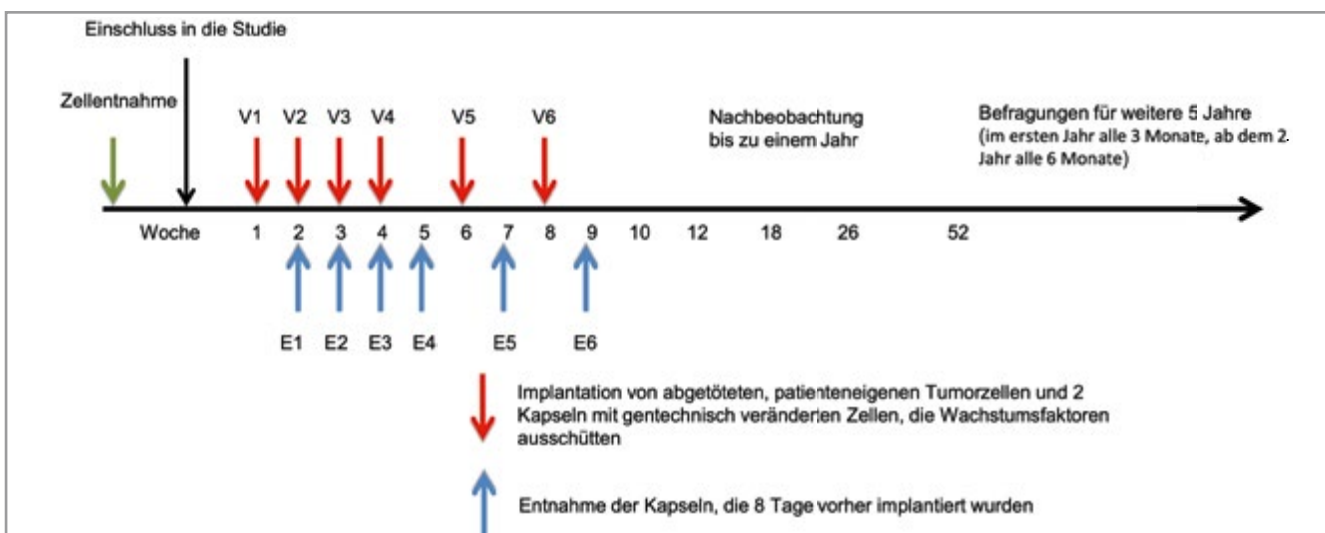 Einschluss in die Studie
Zellentnahme
V1 V2 V3 V4 V5 V6
Nachbeobachtung
bis zu einem Jahr
Befragungen für weitere 5 Jahre
(im ersten Jahr alle 3 Monate, ab dem 2.
Jahr alle 6 Monate)
Woche 1 2 3 4 5 6 7 8 9 10 12 18 26 52
E1 E2 E3 E4 E5 E6
Implantation von abgetöteten, patienteneigenen Tumorzellen und 2
Kapseln mit gentechnisch veränderten Zellen, die Wachstumsfaktoren
ausschütten
Entnahme der Kapseln, die 8 Tage vorher implantiert wurden